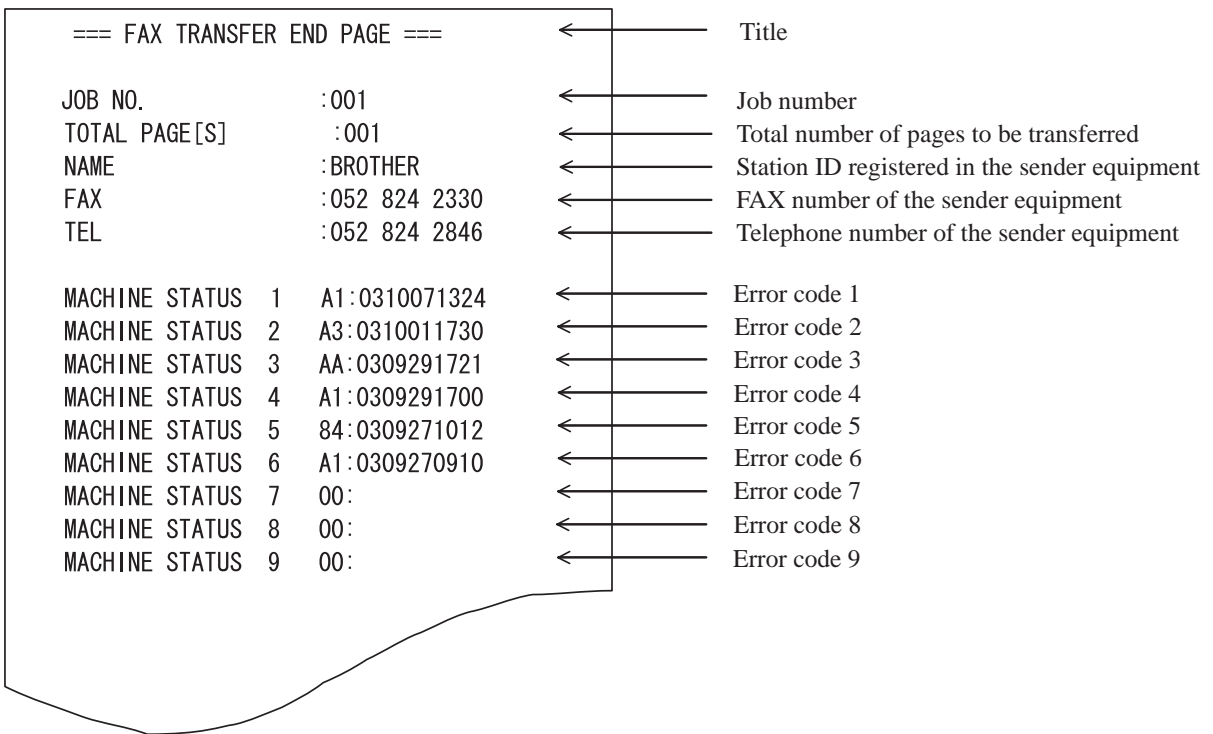 === FAX TRANSFER END PAGE === Title
JOB NO. :001 Job number
TOTAL PAGE[S] :001 Total number of pages to be transferred
NAME :BROTHER Station ID registered in the sender equipment
FAX :052 824 2330 FAX number of the sender equipment
TEL :052 824 2846 Telephone number of the sender equipment
MACHINE STATUS 1 A1:0310071324 Error code 1
MACHINE STATUS 2 A3:0310011730 Error code 2
MACHINE STATUS 3 AA:0309291721 Error code 3
MACHINE STATUS 4 A1:0309291700 Error code 4
MACHINE STATUS 5 84:0309271012 Error code 5
MACHINE STATUS 6 A1:0309270910 Error code 6
MACHINE STATUS 7 00: Error code 7
MACHINE STATUS 8 00: Error code 8
MACHINE STATUS 9 00: Error code 9